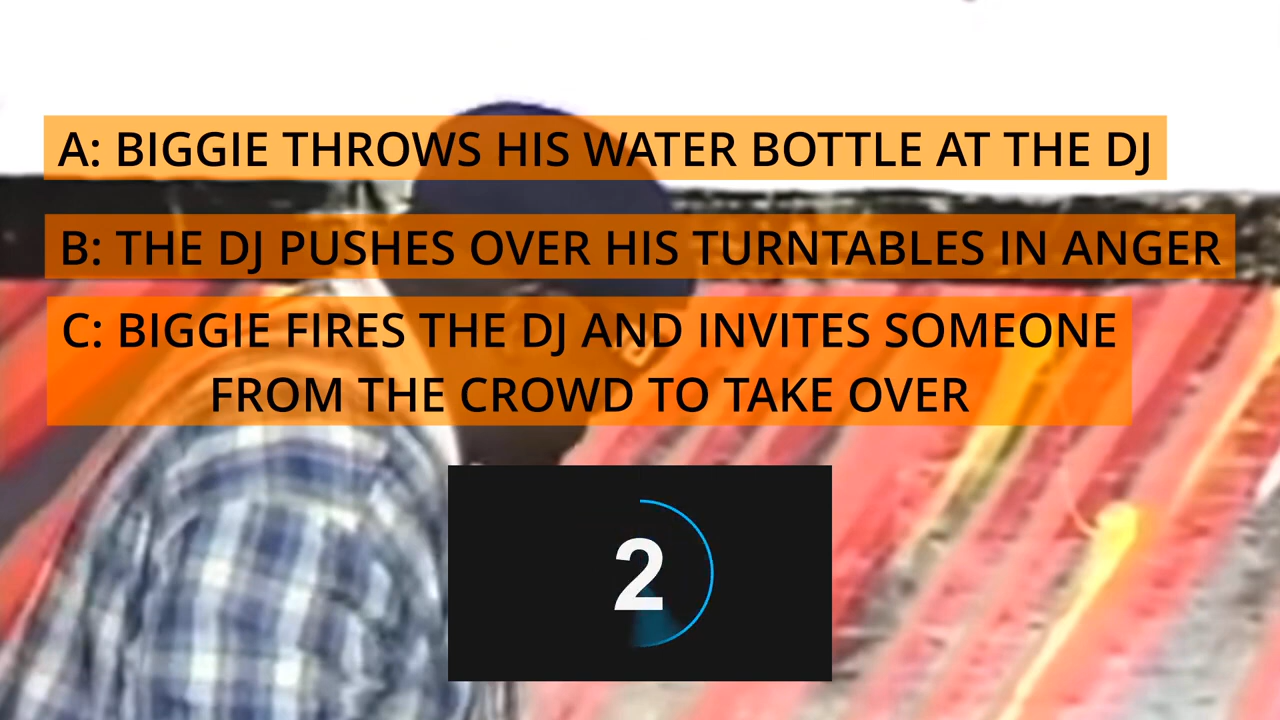 A: BIGGIE THROWS HIS WATER BOTTLE AT THE DJ
B: THE DJ PUSHES OVER HIS TURNTABLES IN ANGER
C: BIGGIE FIRES THE DJ AND INVITES SOMEONE
FROM THE CROWD TO TAKE OVER
2